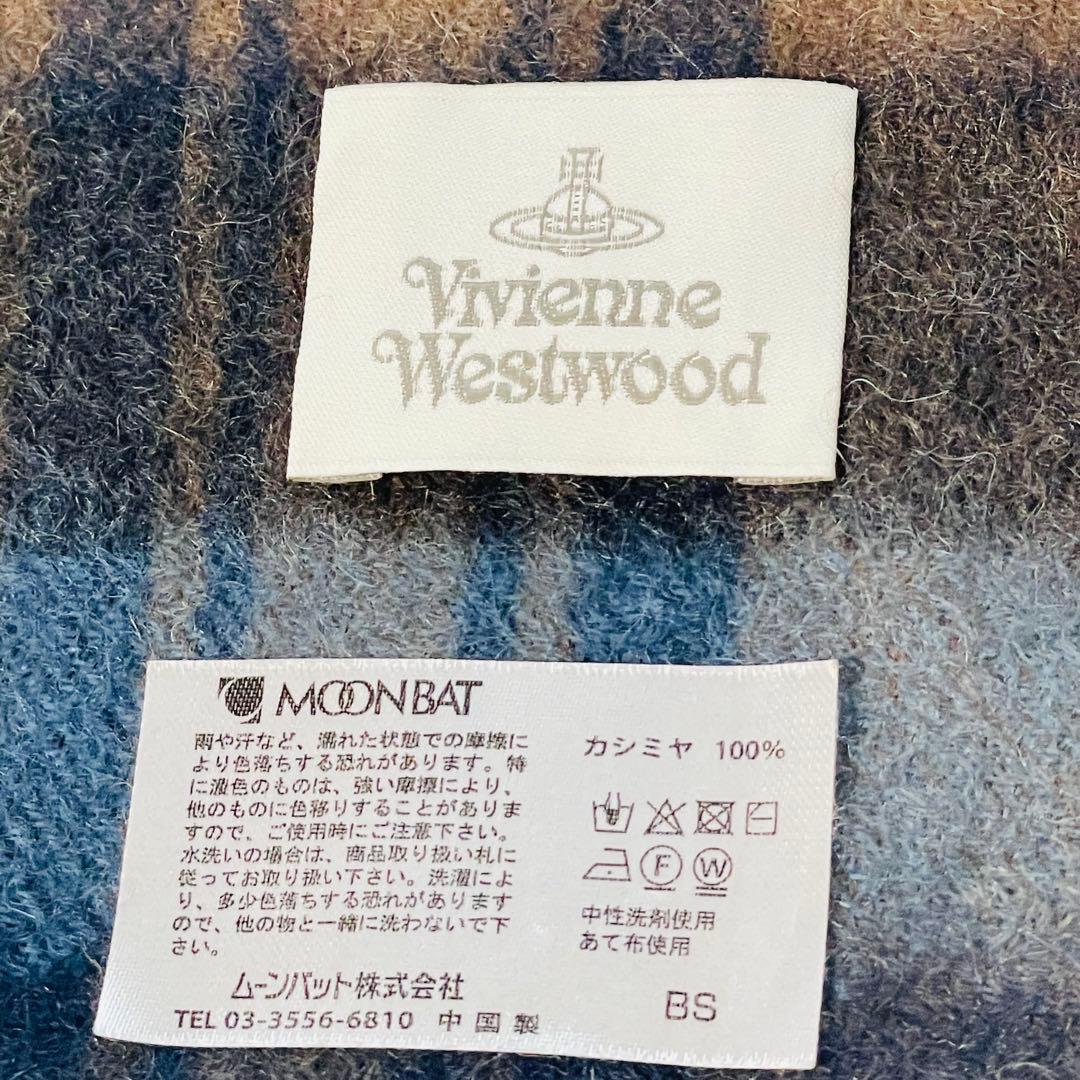 Vivienne
Westwood
MOONBAT
雨や汗など、濡れた状態での摩擦に
より色落ちする恐れがあります。特
に濃色のものは、強い摩擦により、
他のものに色移りすることがありま
すので、ご使用時にご注意下さい。
水洗いの場合は、商品取り扱い札に
従ってお取り扱い下さい。洗濯によ
り、多少色落ちする恐れがあります
ので、他の物と一緒に洗わないで下
さい。
ムーンバット株式会社
TEL 03-3556-6810 中国製
カシミヤ 100%
F W
中性洗剤使用
あて布使用
BS